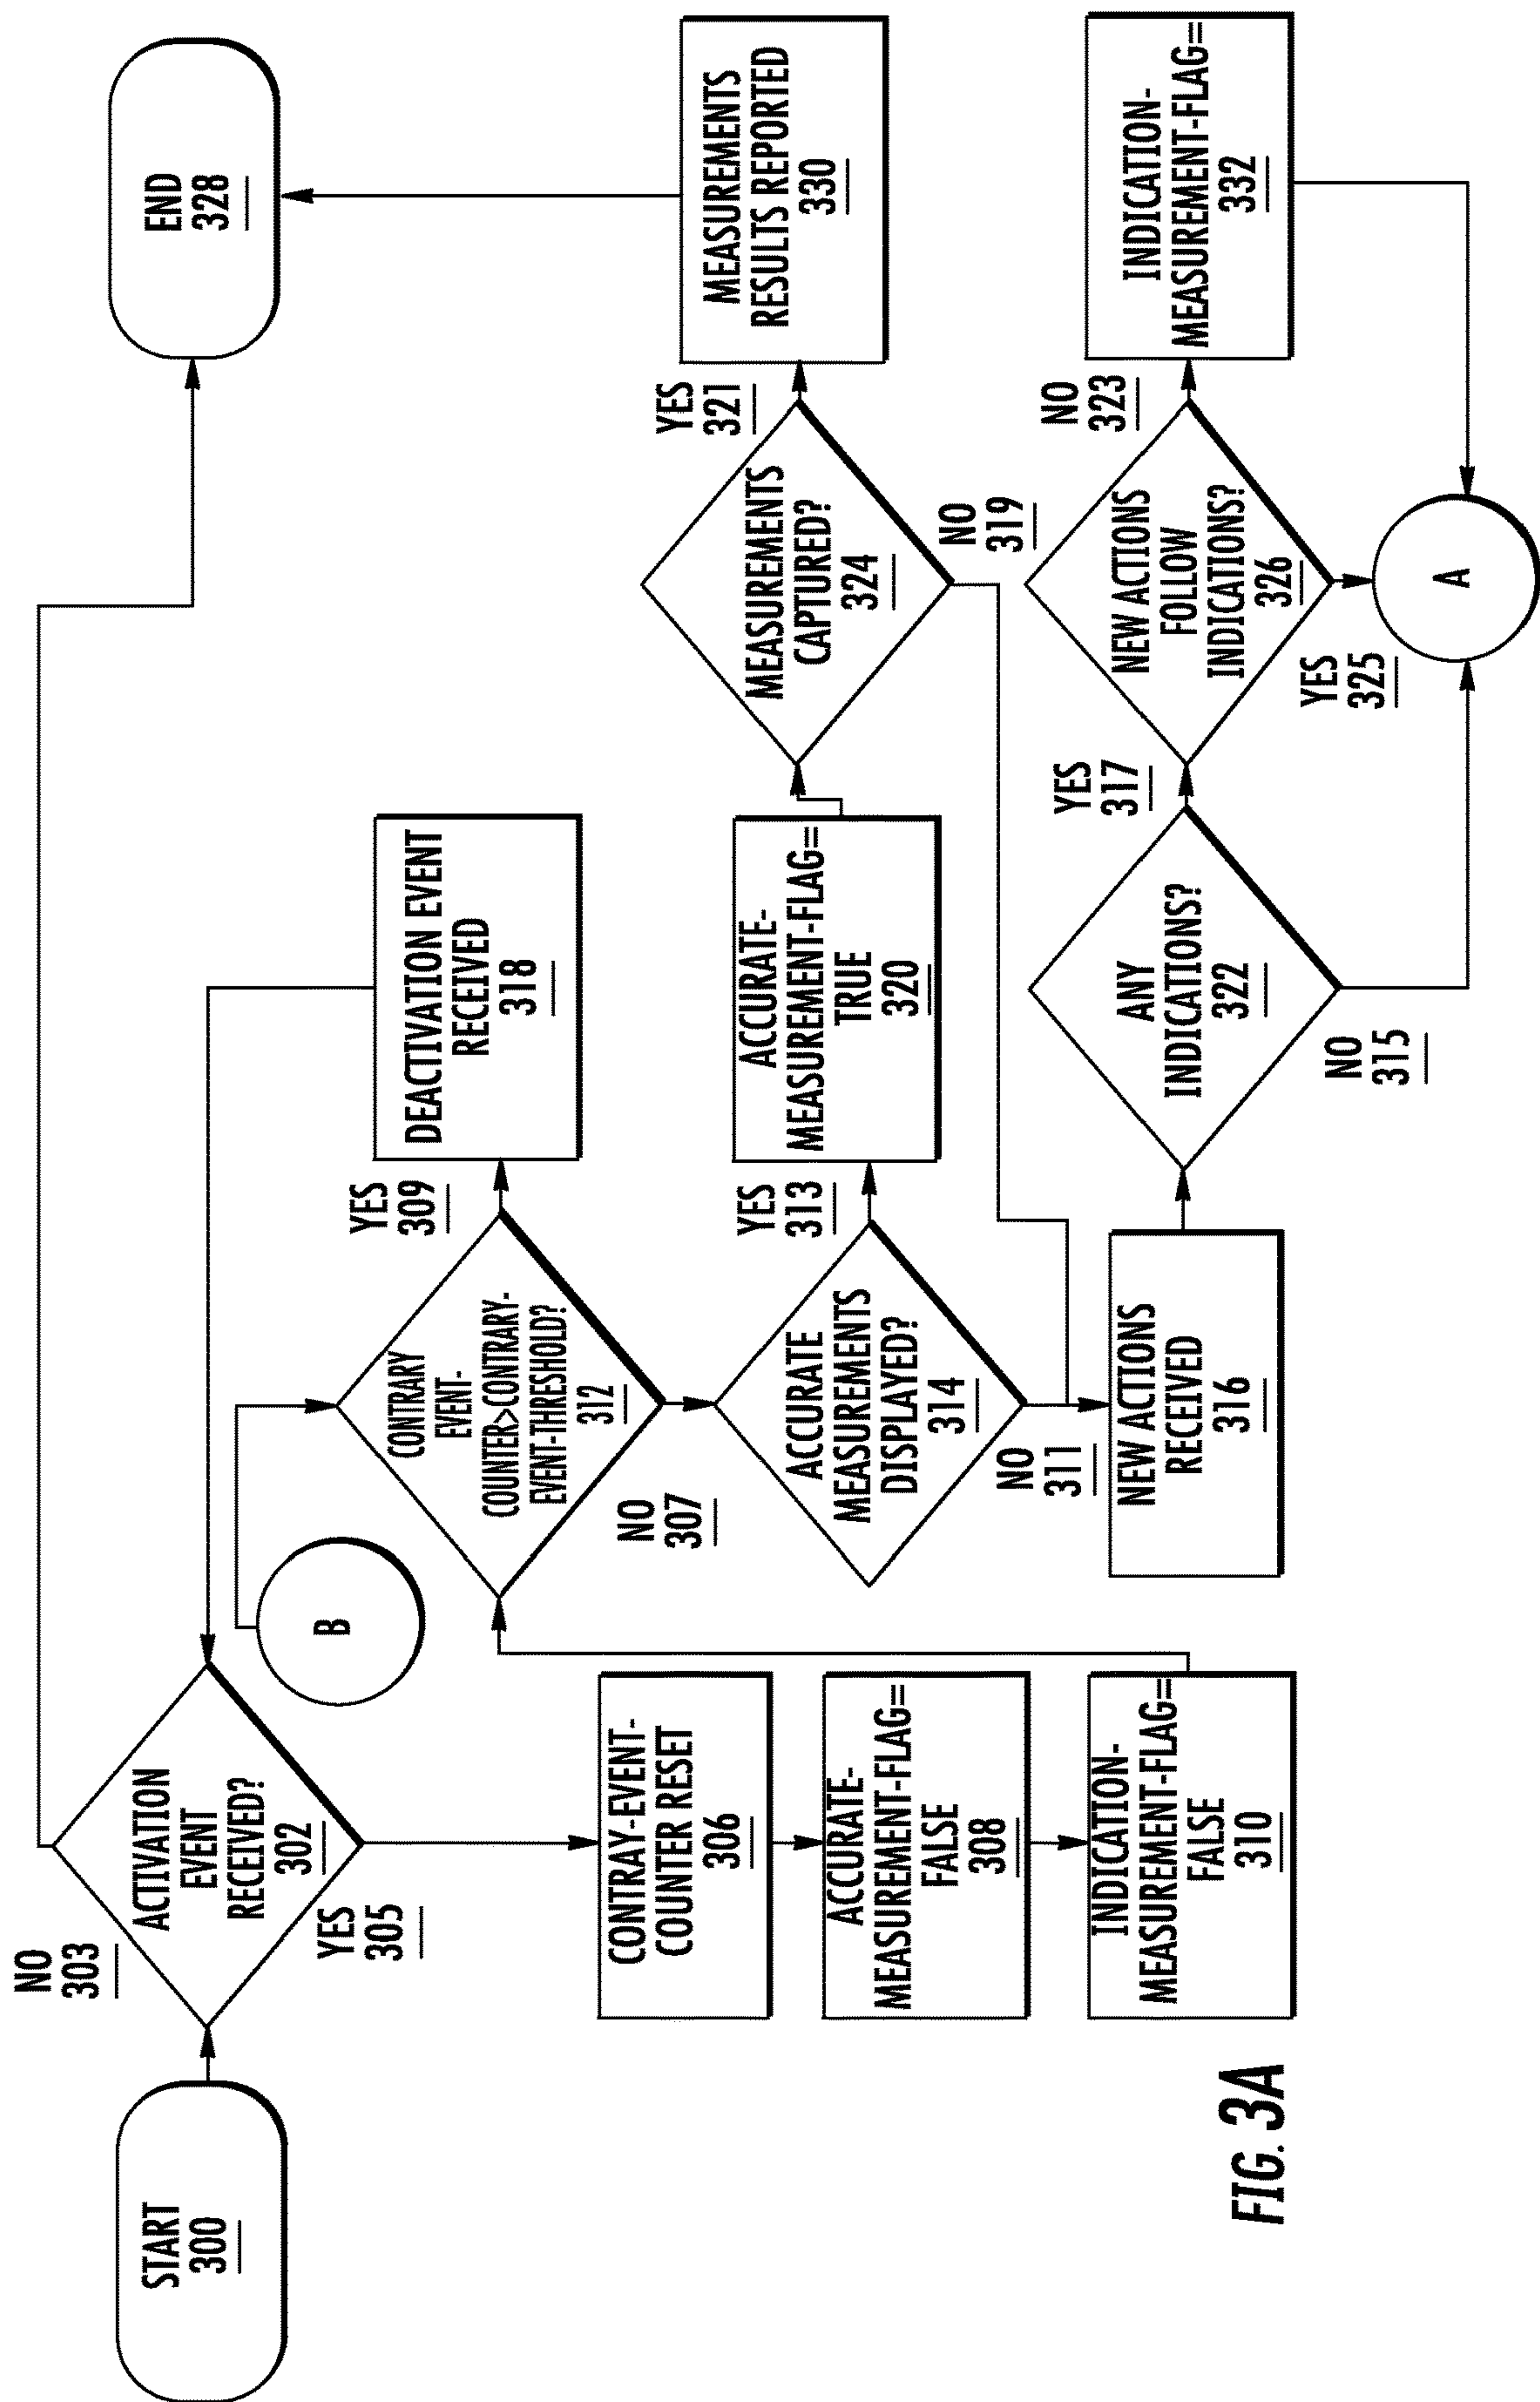 START
300
NO
303
ACTIVATION
EVENT
RECEIVED?
302
YES
305
END
328
B
CONTRAY-EVENT-
COUNTER RESET
306
ACCURATE-
MEASUREMENT-FLAG=
FALSE
308
INDICATION-
MEASUREMENT-FLAG=
FALSE
310
CONTRARY
EVENT-
COUNTER>CONTRARY-
EVENT-THRESHOLD?
312
YES
309
DEACTIVATION EVENT
RECEIVED
318
NO
307
ACCURATE
MEASUREMENTS
DISPLAYED?
314
YES
313
ACCURATE-
MEASUREMENT-FLAG=
TRUE
320
MEASUREMENTS
CAPTURED?
324
YES
321
MEASUREMENTS
RESULTS REPORTED
330
NO
319
NO
311
NEW ACTIONS
RECEIVED
316
ANY
INDICATIONS?
322
YES
317
NEW ACTIONS
FOLLOW
INDICATIONS?
326
NO
323
INDICATION-
MEASUREMENT-FLAG=
332
NO
315
YES
325
A
FIG. 3A